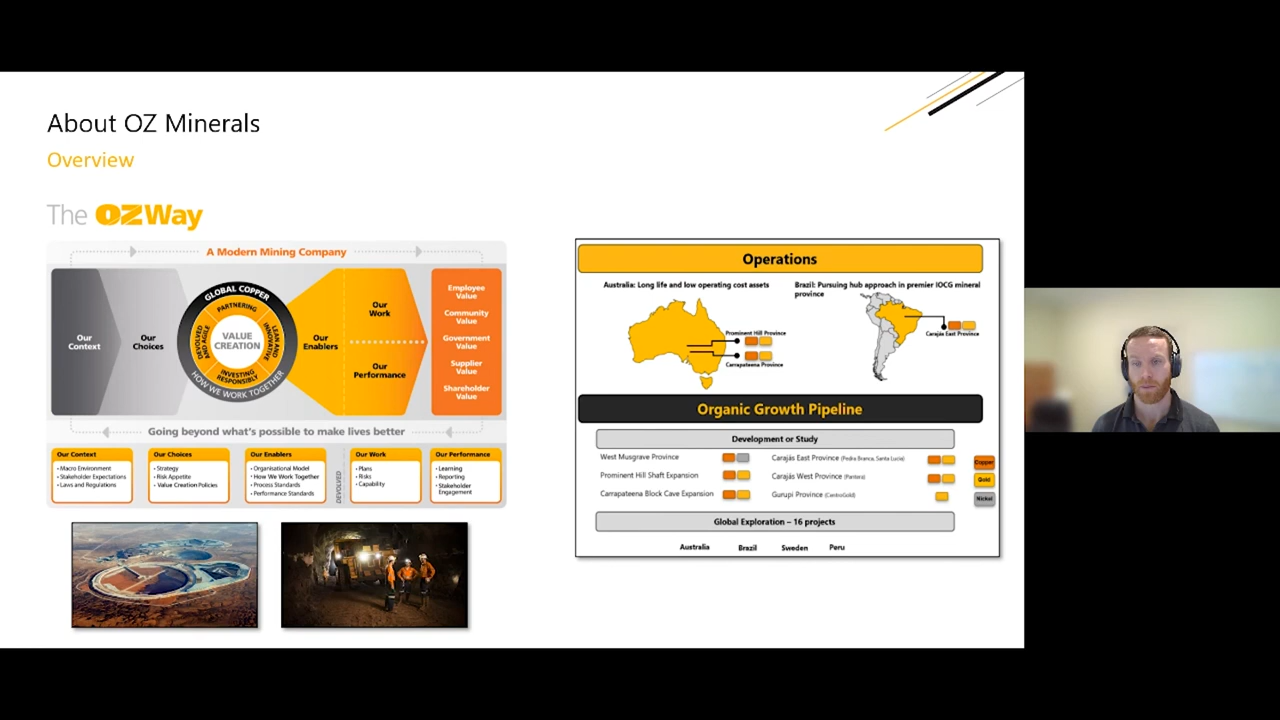 About OZ Minerals
Overview
The OZWay
A Modern Mining Company
Our
Context
Our
Choices
GLOBAL COPPER
PARTNERING
LEAN AND
INNOVATIVE
INVESTING
RESPONSIBLY
DEVOLVED
AND AGILE
VALUE
CREATION
HOW WE WORK TOGETHER
Our
Enablers
Our
Work
Our
Performance
Employee
Value
Community
Value
Government
Value
Supplier
Value
Shareholder
Value
Going beyond what's possible to make lives better
Our Context
• Macro Environment
• Stakeholder Expectations
• Laws and Regulations
Our Choices
• Strategy
• Risk Appetite
• Value Creation Policies
Our Enablers
• Organisational Model
• How We Work Together
• Process Standards
• Performance Standards
DEVOLVED
Our Work
• Plans
• Risks
• Capability
Our Performance
• Learning
• Reporting
• Stakeholder
Engagement
Operations
Australia: Long life and low operating cost assets
Prominent Hill Province
Carrapateena Province
Brazil: Pursuing hub approach in premier IOCG mineral
province
Carajás East Province
Organic Growth Pipeline
Development or Study
West Musgrave Province
Prominent Hill Shaft Expansion
Carrapateena Block Cave Expansion
Carajás East Province (Pedra Branca, Santa Lucia)
Carajás West Province (Pantera)
Gurupi Province (CentroGold)
Copper
Gold
Nickel
Global Exploration – 16 projects
Australia Brazil Sweden Peru